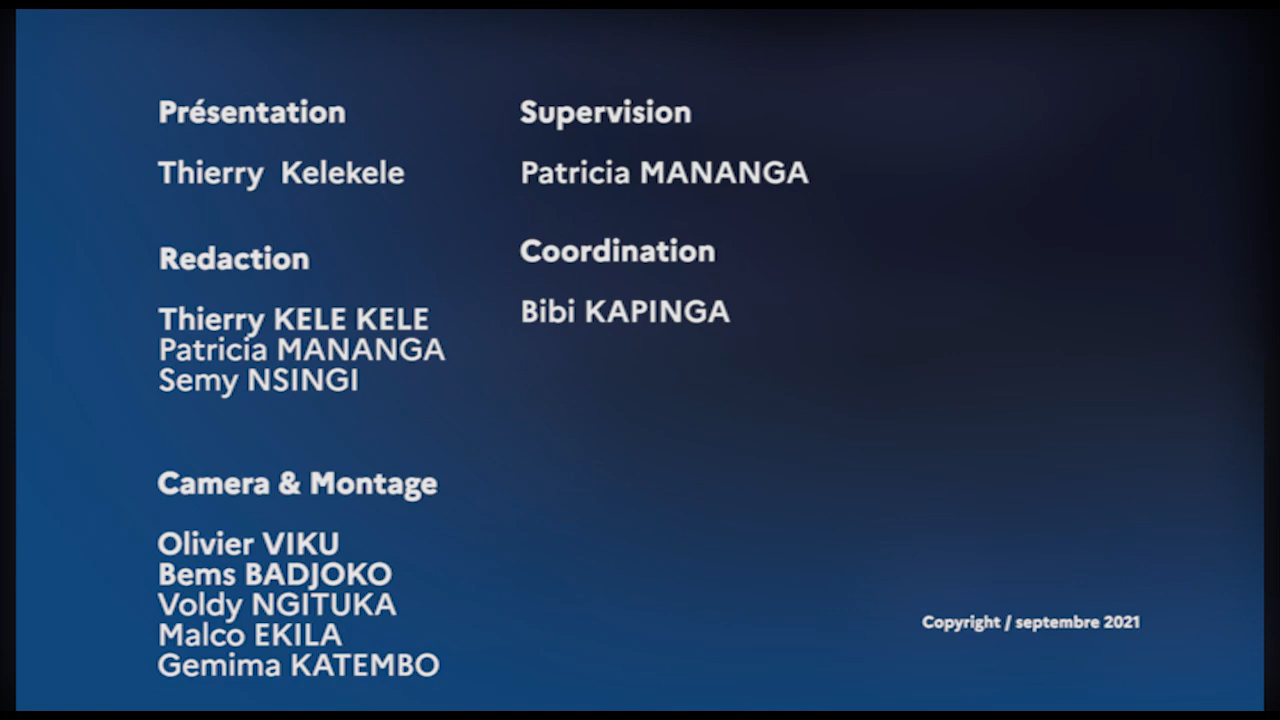 Présentation
Thierry Kelekele
Redaction
Thierry KELE KELE
Patricia MANANGA
Semy NSINGI
Camera & Montage
Olivier VIKU
Bems BADJOKO
Voldy NGITUKA
Malco EKILA
Gemima KATEMBO
Supervision
Patricia MANANGA
Coordination
Bibi KAPINGA
Copyright / septembre 2021